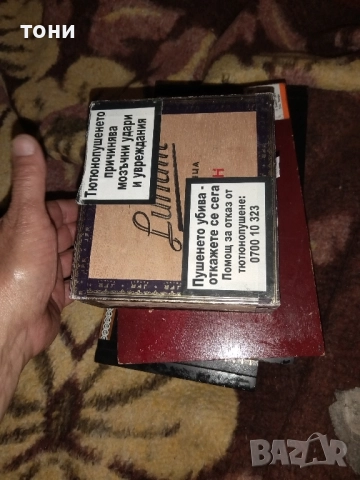 тони
Тютюнопушенето
причинява
мозъчни удари
и увреждания
Пушенето убива -
откажете се сега
Помощ за отказ от
тютюнопушене:
0700 10 323
BAZAR